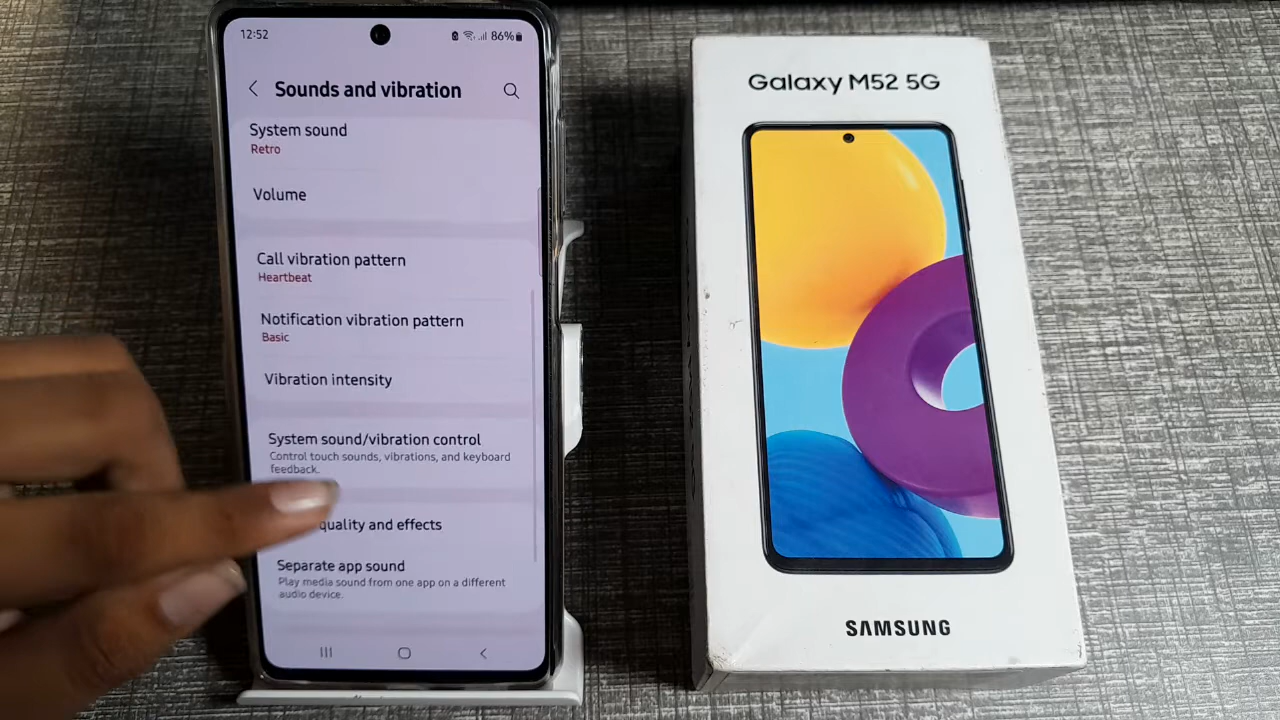 12:52
86%
Sounds and vibration
System sound
Retro
Volume
Call vibration pattern
Heartbeat
Notification vibration pattern
Basic
Vibration intensity
System sound/vibration control
Control touch sounds, vibrations, and keyboard
feedback.
quality and effects
Separate app sound
Play media sound from one app on a different
audio device.
Galaxy M52 5G
SAMSUNG